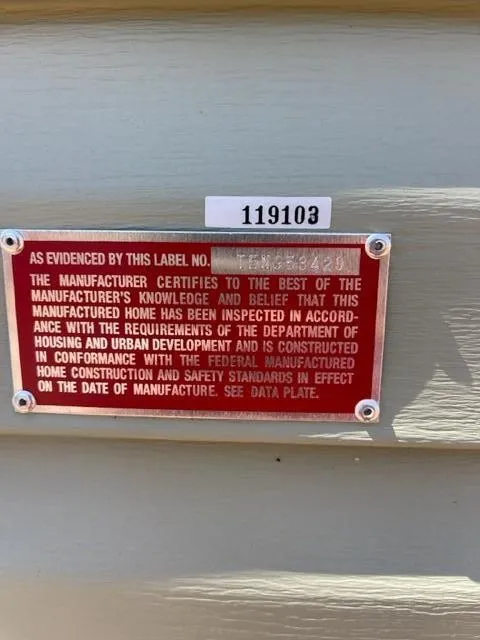 119103
AS EVIDENCED BY THIS LABEL NO.
THE MANUFACTURER CERTIFIES TO THE BEST OF THE
MANUFACTURER'S KNOWLEDGE AND BELIEF THAT THIS
MANUFACTURED HOME HAS BEEN INSPECTED IN ACCORD-
ANCE WITH THE REQUIREMENTS OF THE DEPARTMENT OF
HOUSING AND URBAN DEVELOPMENT AND IS CONSTRUCTED
IN CONFORMANCE WITH THE FEDERAL MANUFACTURED
HOME CONSTRUCTION AND SAFETY STANDARDS IN EFFECT
ON THE DATE OF MANUFACTURE. SEE DATA PLATE.